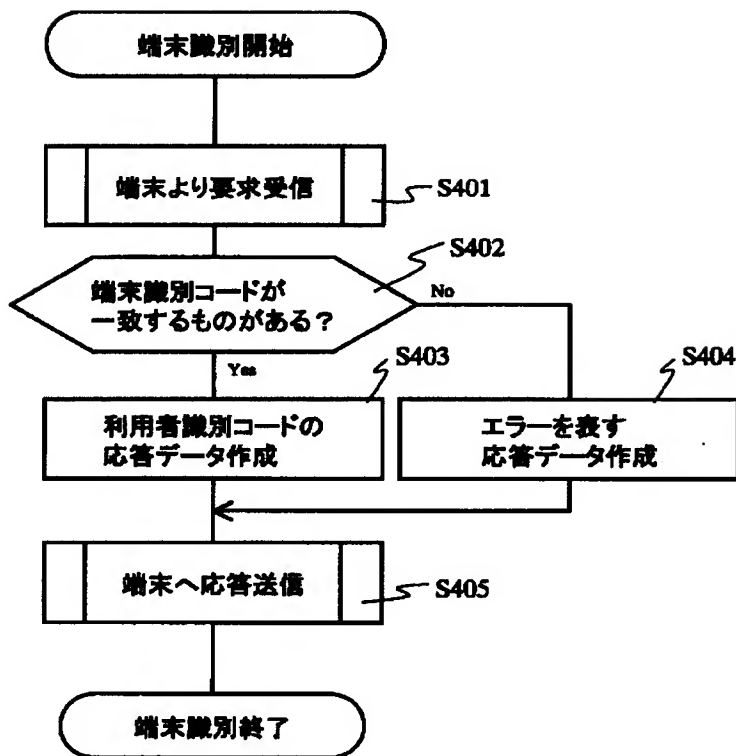 端末識別開始
端末より要求受信
S401
S402
端末識別コードが
一致するものがある？
No
Yes
S403
S404
利用者識別コードの
応答データ作成
エラーを表す
応答データ作成
端末へ応答送信
S405
端末識別終了